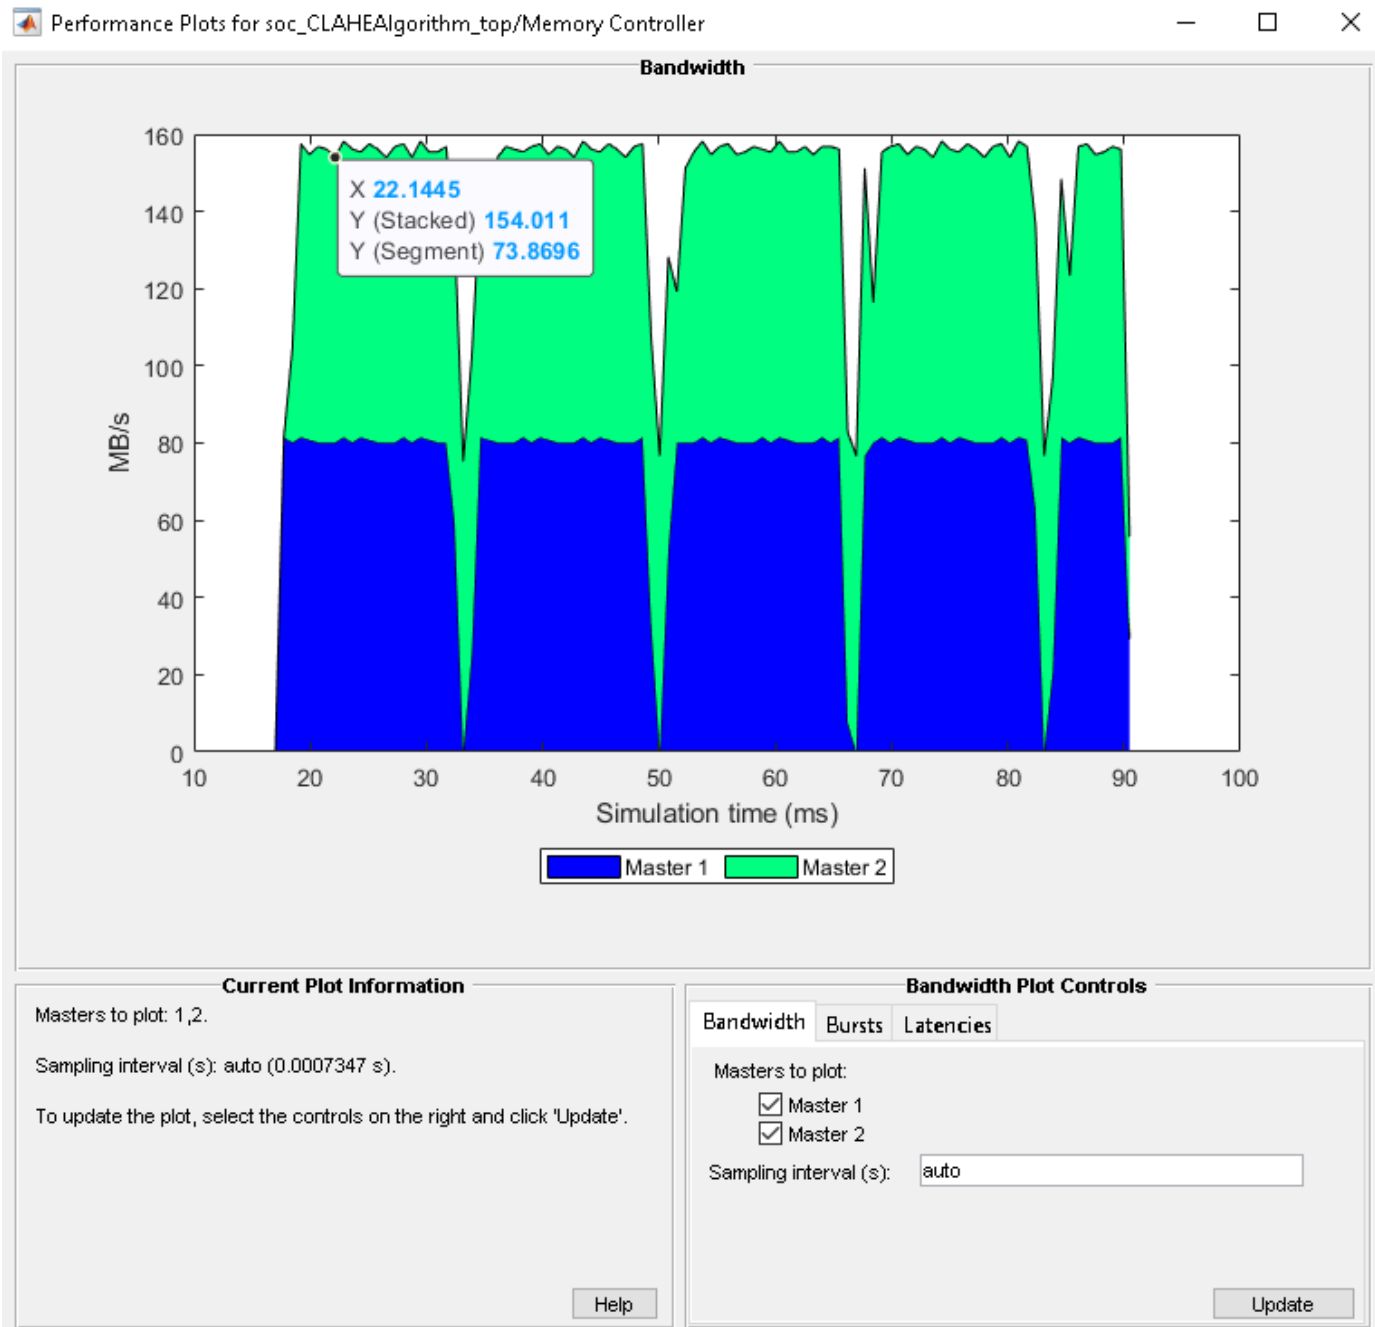 Performance Plots for soc_CLAHEAlgorithm_top/Memory Controller
Bandwidth
160
140
120
100
80
60
40
20
0
MB/s
X 22.1445
Y (Stacked) 154.011
Y (Segment) 73.8696
10 20 30 40 50 60 70 80 90 100
Simulation time (ms)
Master 1 Master 2
Current Plot Information
Masters to plot: 1,2.
Sampling interval (s): auto (0.0007347 s).
To update the plot, select the controls on the right and click 'Update'.
Help
Bandwidth Plot Controls
Bandwidth Bursts Latencies
Masters to plot:
Master 1
Master 2
Sampling interval (s): auto
Update